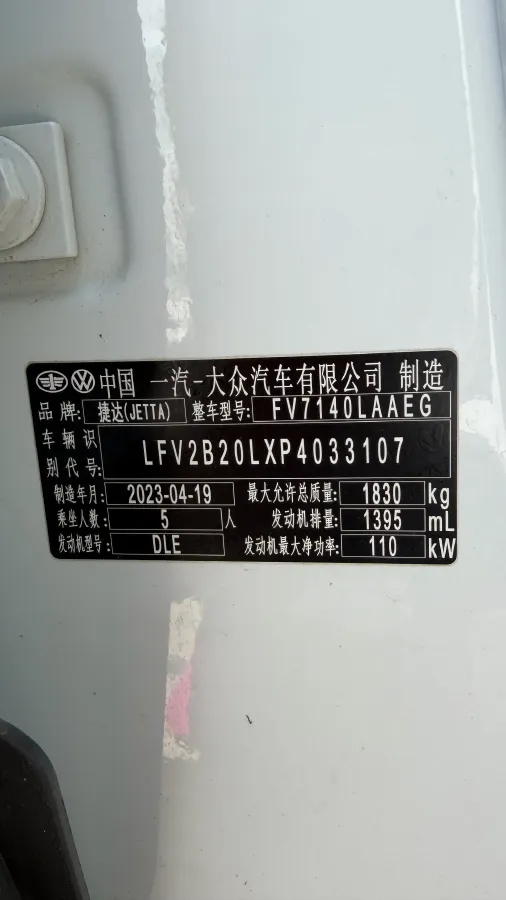 中国 一汽-大众汽车有限公司 制造
品牌: 捷达(JETTA) 整车型号: FV7140LAAEG
车辆识别代号: LFV2B20LXP4033107
制造年月: 2023-04-19 最大允许总质量: 1830 kg
乘坐人数: 5 人 发动机排量: 1395 mL
发动机型号: DLE 发动机最大净功率: 110 kW